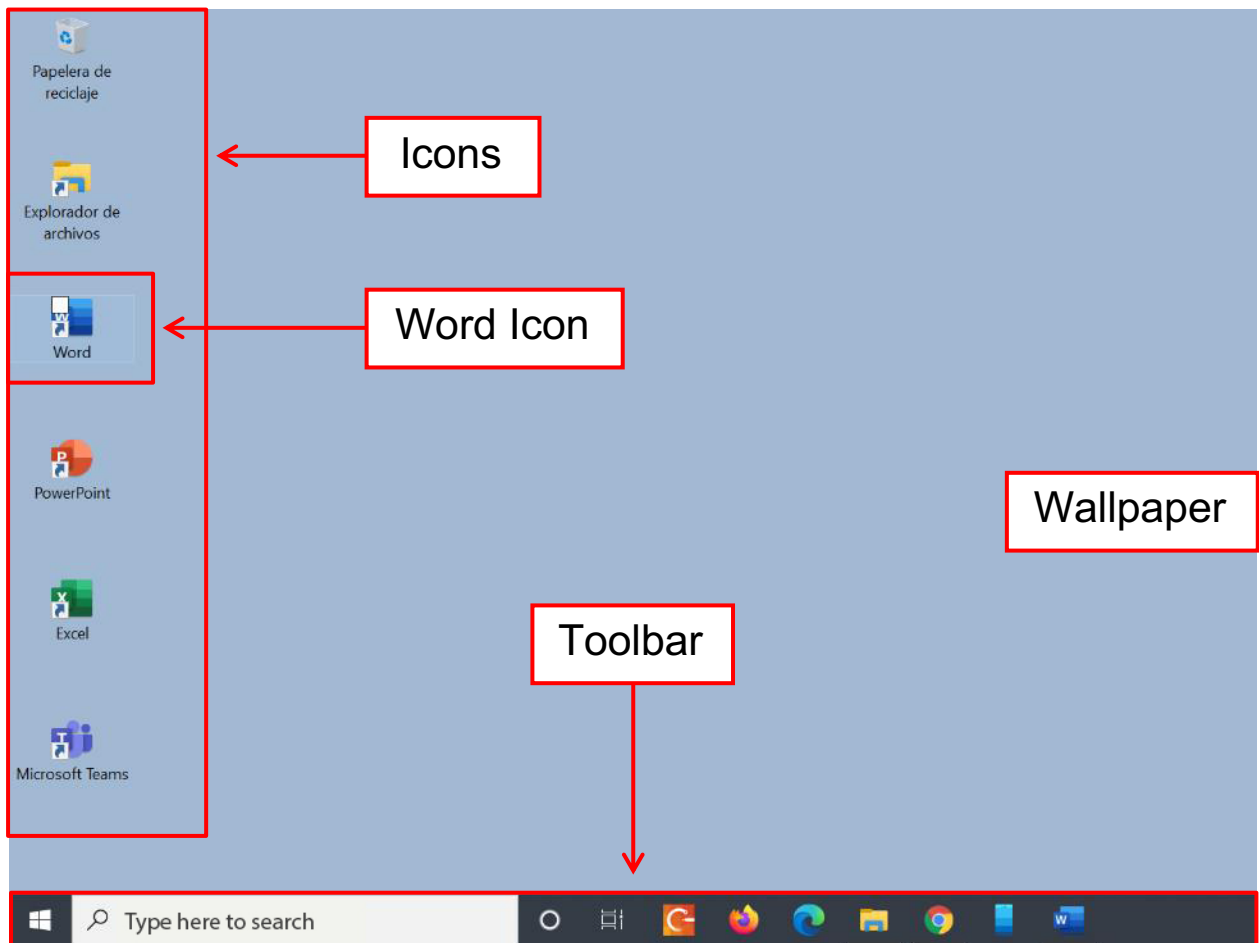 Papelera de
reciclaje
Icons
Explorador de
archivos
Word Icon
Word
PowerPoint
Wallpaper
Excel
Toolbar
Microsoft Teams
Type here to search